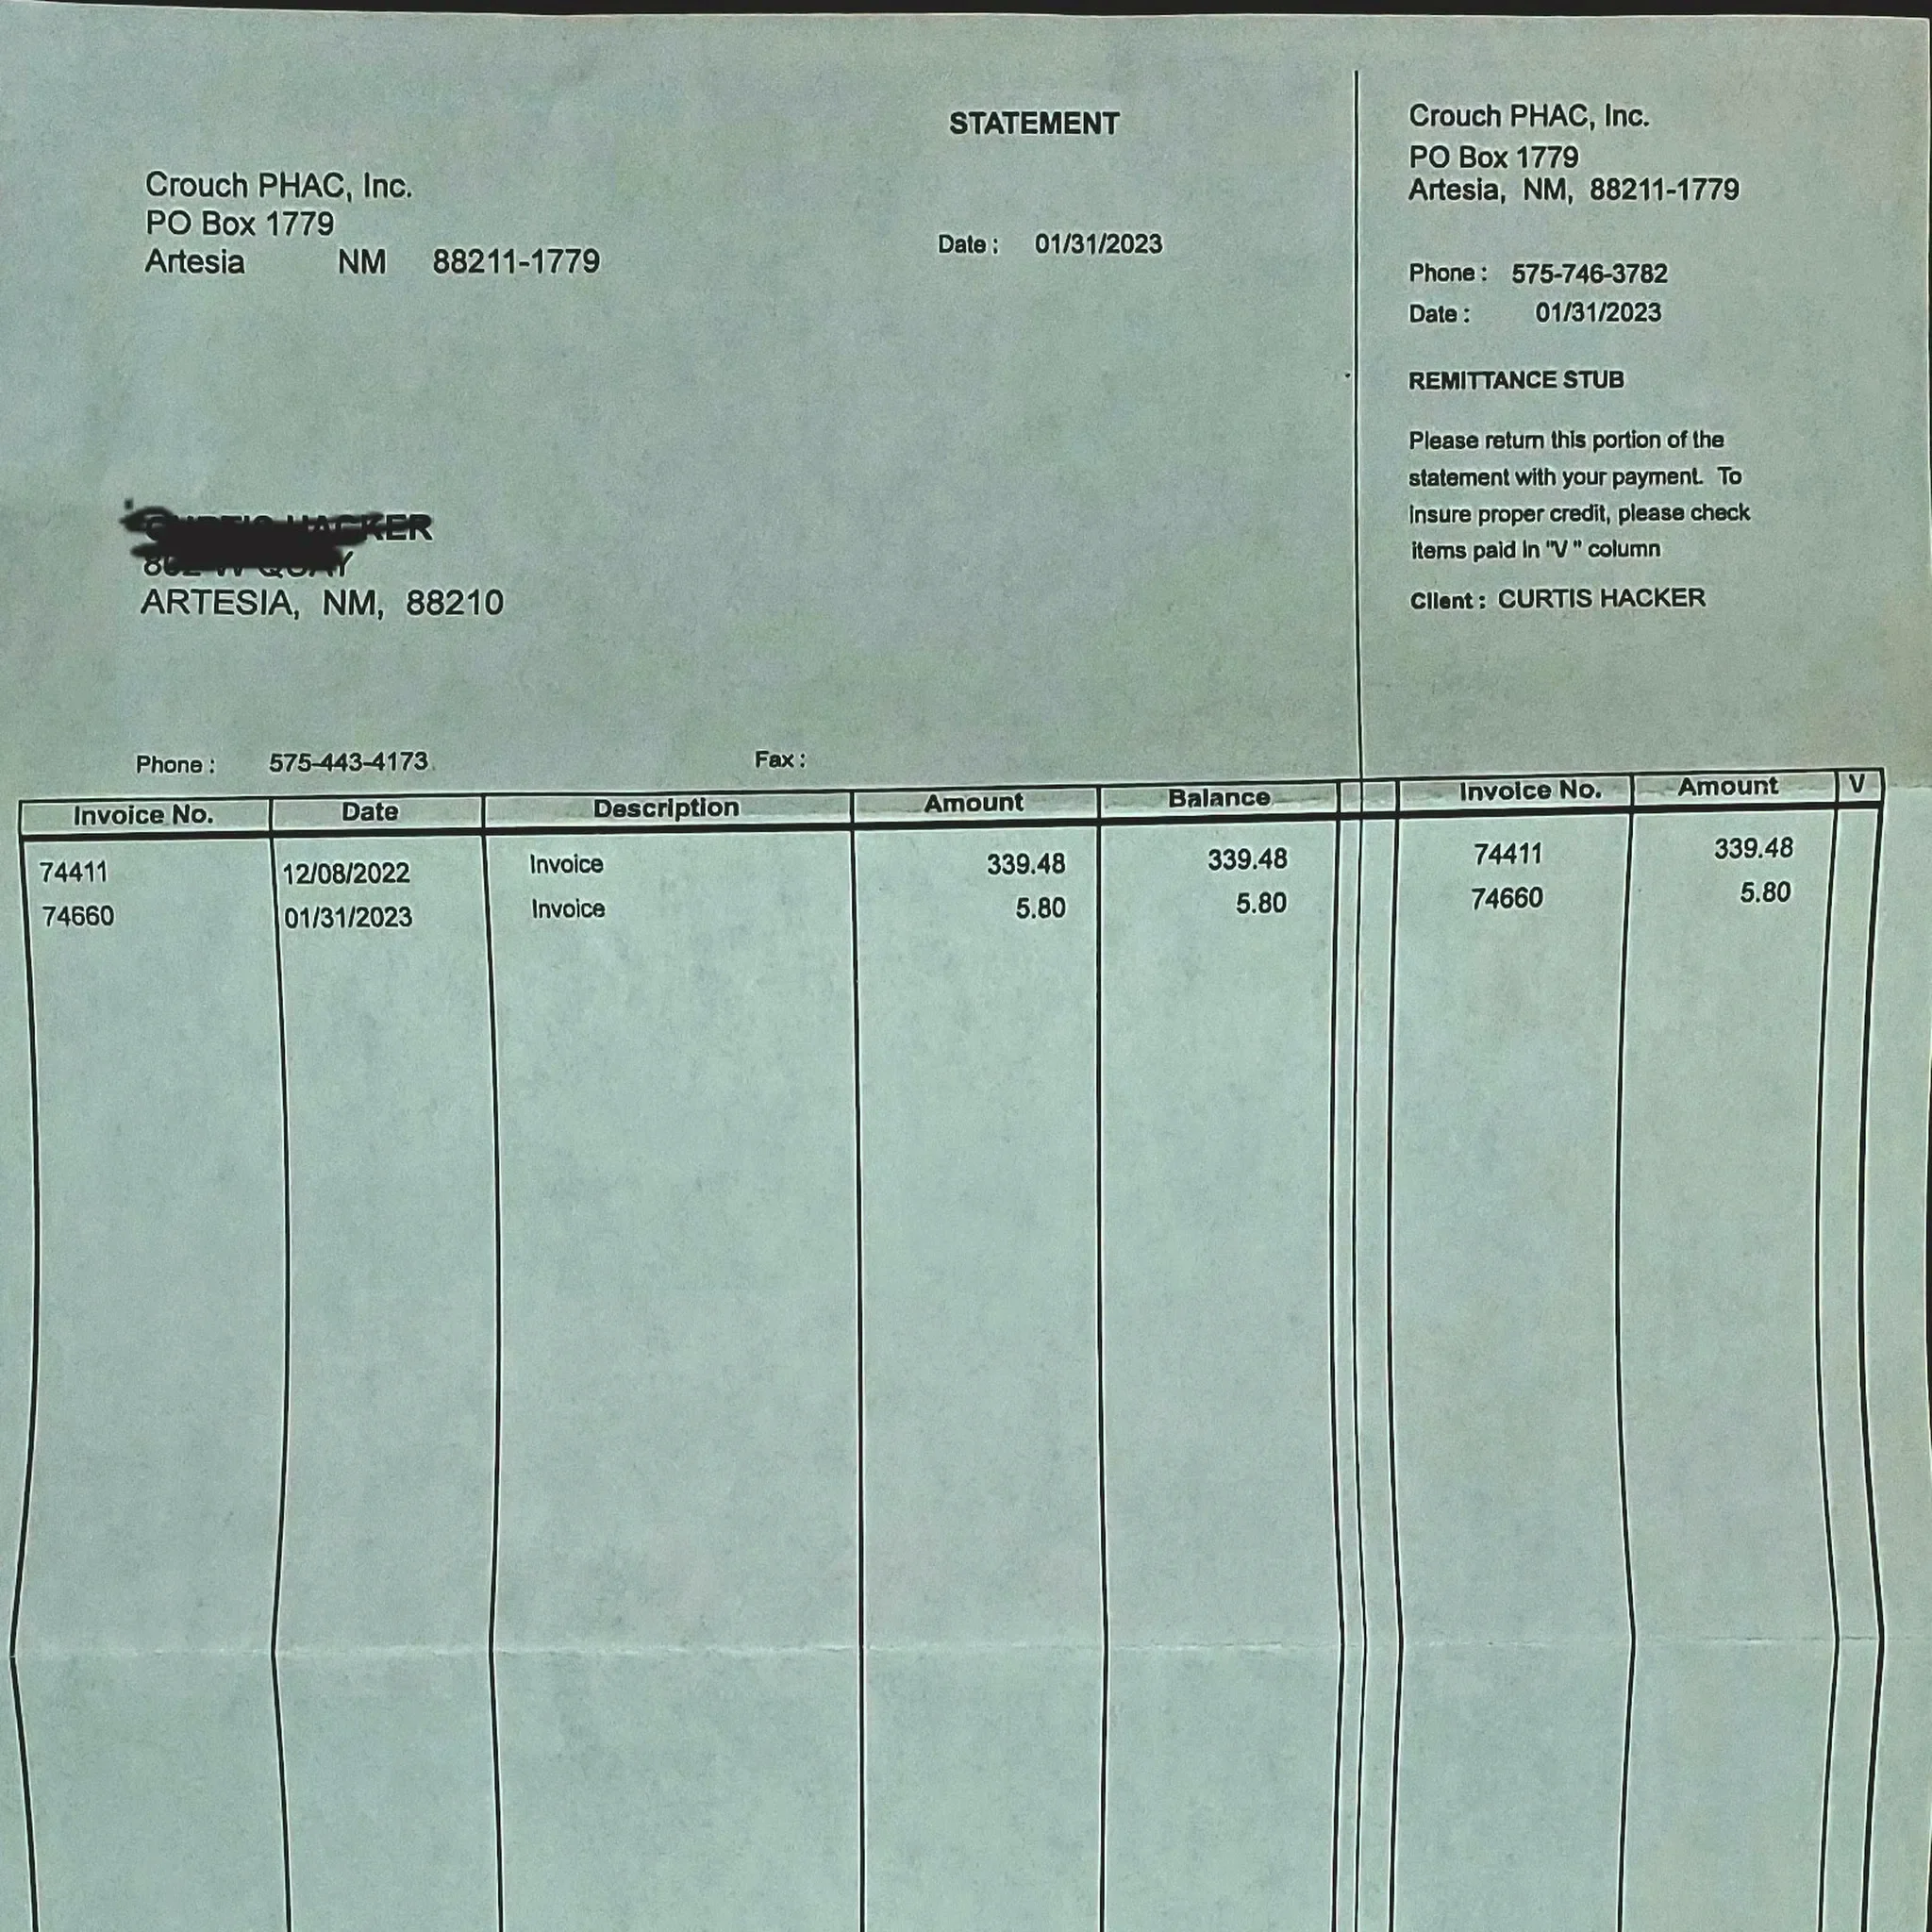 STATEMENT
Crouch PHAC, Inc.
PO Box 1779
Artesia NM 88211-1779
Date : 01/31/2023
ARTESIA, NM, 88210
Phone : 575-443-4173
Fax :
Crouch PHAC, Inc.
PO Box 1779
Artesia, NM, 88211-1779
Phone : 575-746-3782
Date : 01/31/2023
REMITTANCE STUB
Please return this portion of the
statement with your payment. To
insure proper credit, please check
items paid in "V " column
Client : CURTIS HACKER
Invoice No. Date Description Amount Balance Invoice No. Amount V
74411 12/08/2022 Invoice 339.48 339.48 74411 339.48
74660 01/31/2023 Invoice 5.80 5.80 74660 5.80